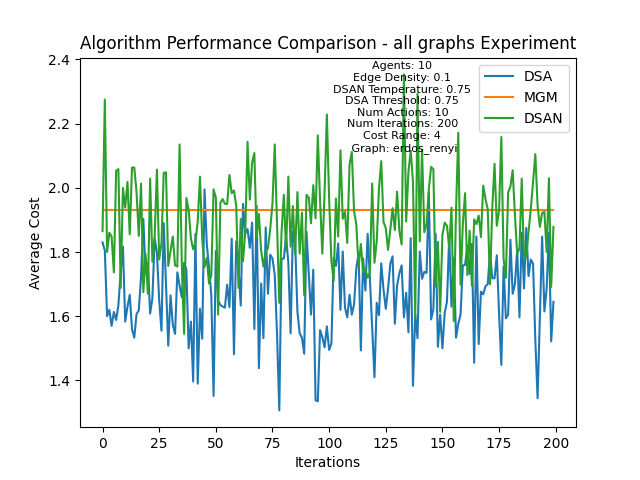 Algorithm Performance Comparison - all graphs Experiment
Agents: 10
Edge Density: 0.1
DSAN Temperature: 0.75
DSA Threshold: 0.75
Num Actions: 10
Num Iterations: 200
Cost Range: 4
Graph: erdos_renyi
DSA
MGM
DSAN
2.4
2.2
2.0
1.8
1.6
1.4
Average Cost
0
25
50
75
100
125
150
175
200
Iterations